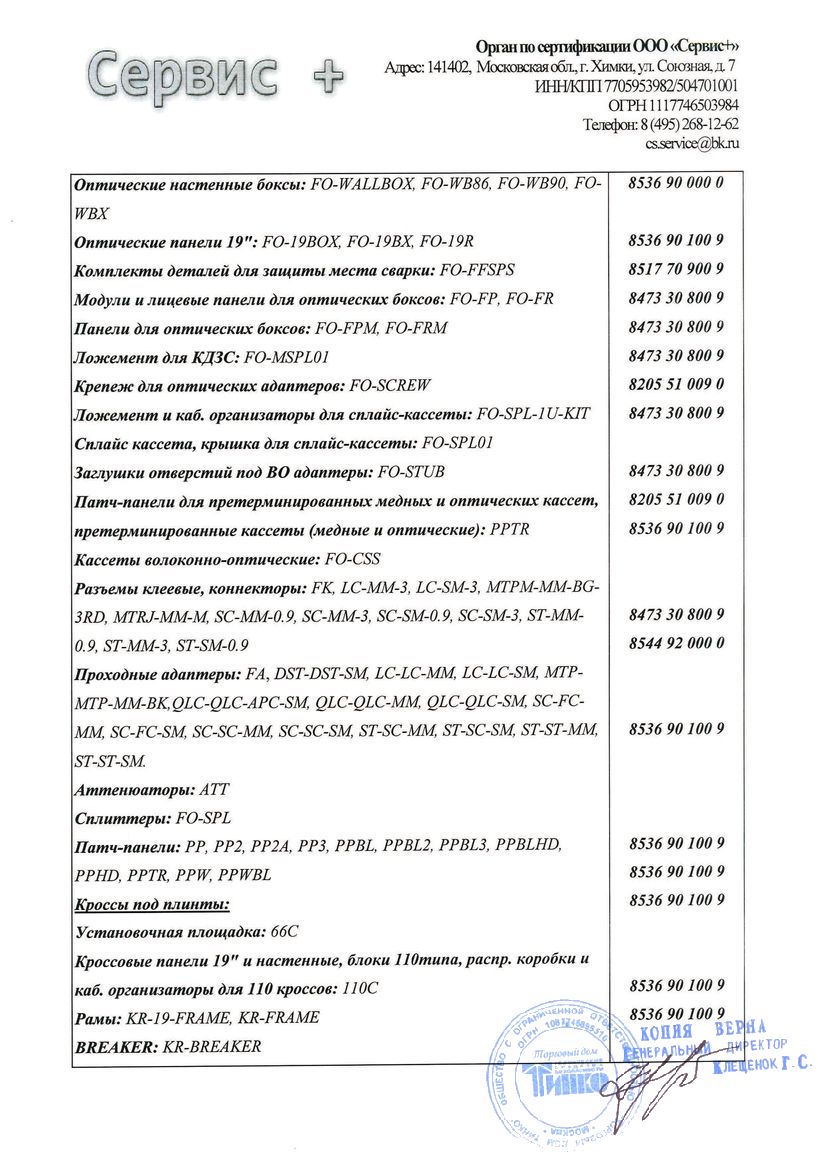 Сервис +
Орган по сертификации ООО «Сервис+»
Адрес: 141402, Московская обл., г. Химки, ул. Союзная, д. 7
ИНН/КПП 7705953982/504701001
ОГРН 1117746503984
Телефон: 8 (495) 268-12-62
cs.service@bk.ru
Оптические настенные боксы: FO-WALLBOX, FO-WB86, FO-WB90, FO- 8536 90 000 0
WBX
Оптические панели 19": FO-19BOX, FO-19BX, FO-19R 8536 90 100 9
Комплекты деталей для защиты места сварки: FO-FFSPS 8517 70 900 9
Модули и лицевые панели для оптических боксов: FO-FP, FO-FR 8473 30 800 9
Панели для оптических боксов: FO-FPM, FO-FRM 8473 30 800 9
Ложемент для КДЗС: FO-MSPL01 8473 30 800 9
Крепеж для оптических адаптеров: FO-SCREW 8205 51 009 0
Ложемент и каб. организаторы для сплайс-кассеты: FO-SPL-1U-KIT 8473 30 800 9
Сплайс кассета, крышка для сплайс-кассеты: FO-SPL01
Заглушки отверстий под ВО адаптеры: FO-STUB 8473 30 800 9
Патч-панели для претерминированных медных и оптических кассет, 8205 51 009 0
претерминированные кассеты (медные и оптические): PPTR 8536 90 100 9
Кассеты волоконно-оптические: FO-CSS
Разъемы клеевые, коннекторы: FK, LC-MM-3, LC-SM-3, MTPM-MM-BG-
3RD, MTRJ-MM-M, SC-MM-0.9, SC-MM-3, SC-SM-0.9, SC-SM-3, ST-MM- 8473 30 800 9
0.9, ST-MM-3, ST-SM-0.9 8544 92 000 0
Проходные адаптеры: FA, DST-DST-SM, LC-LC-MM, LC-LC-SM, MTP-
MTP-MM-BK,QLC-QLC-APC-SM, QLC-QLC-MM, QLC-QLC-SM, SC-FC-
MM, SC-FC-SM, SC-SC-MM, SC-SC-SM, ST-SC-MM, ST-SC-SM, ST-ST-MM, 8536 90 100 9
ST-ST-SM.
Аттенюаторы: ATT
Сплиттеры: FO-SPL
Патч-панели: PP, PP2, PP2A, PP3, PPBL, PPBL2, PPBL3, PPBLHD, 8536 90 100 9
PPHD, PPTR, PPW, PPWBL 8536 90 100 9
Кроссы под плинты: 8536 90 100 9
Установочная площадка: 66C
Кроссовые панели 19" и настенные, блоки 110типа, распр. коробки и
каб. организаторы для 110 кроссов: 110C 8536 90 100 9
Рамы: KR-19-FRAME, KR-FRAME 8536 90 100 9
BREAKER: KR-BREAKER
КОПИЯ ВЕРНА
ГЕНЕРАЛЬНЫЙ ДИРЕКТОР
КЛЕЩЕНОК Г. С.
ОБЩЕСТВО С ОГРАНИЧЕННОЙ ОТВЕТСТ
Торговый дом
ТИНКО
МОСКВА